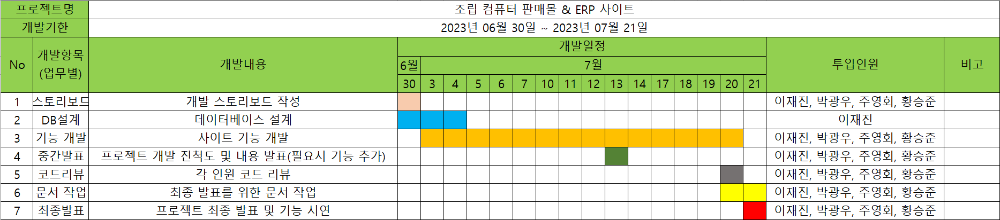 프로젝트명 조립 컴퓨터 판매몰 & ERP 사이트
개발기한 2023년 06월 30일 ~ 2023년 07월 21일
No 개발항목 (업무별) 개발내용 개발일정 투입인원 비고
6월 7월
30 3 4 5 6 7 10 11 12 13 14 17 18 19 20 21
1 스토리보드 개발 스토리보드 작성 이재진, 박광우, 주영회, 황승준
2 DB설계 데이터베이스 설계 이재진
3 기능 개발 사이트 기능 개발 이재진, 박광우, 주영회, 황승준
4 중간발표 프로젝트 개발 진척도 및 내용 발표(필요시 기능 추가) 이재진, 박광우, 주영회, 황승준
5 코드리뷰 각 인원 코드 리뷰 이재진, 박광우, 주영회, 황승준
6 문서 작업 최종 발표를 위한 문서 작업 이재진, 박광우, 주영회, 황승준
7 최종발표 프로젝트 최종 발표 및 기능 시연 이재진, 박광우, 주영회, 황승준